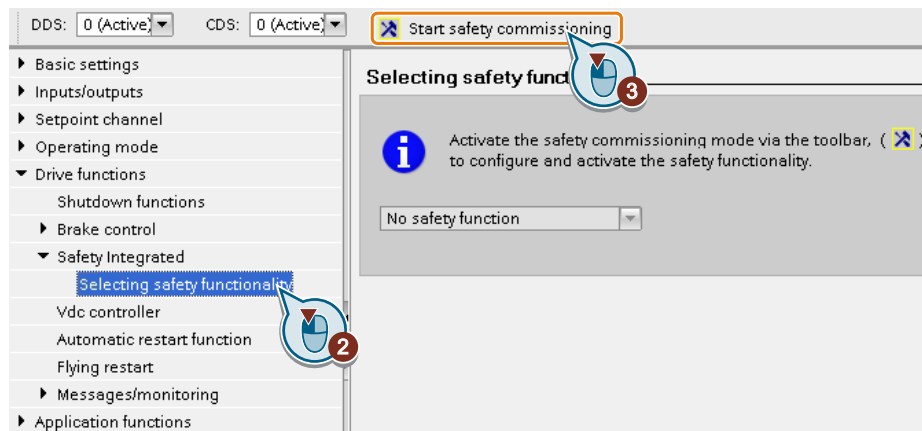 DDS: 0 (Active) CDS: 0 (Active) Start safety commissioning
Basic settings
Inputs/outputs
Setpoint channel
Operating mode
Drive functions
Shutdown functions
Brake control
Safety Integrated
Selecting safety functionality
Vdc controller
Automatic restart function
Flying restart
Messages/monitoring
Application functions
Selecting safety
3
Activate the safety commissioning mode via the toolbar, ( )
to configure and activate the safety functionality.
No safety function
2